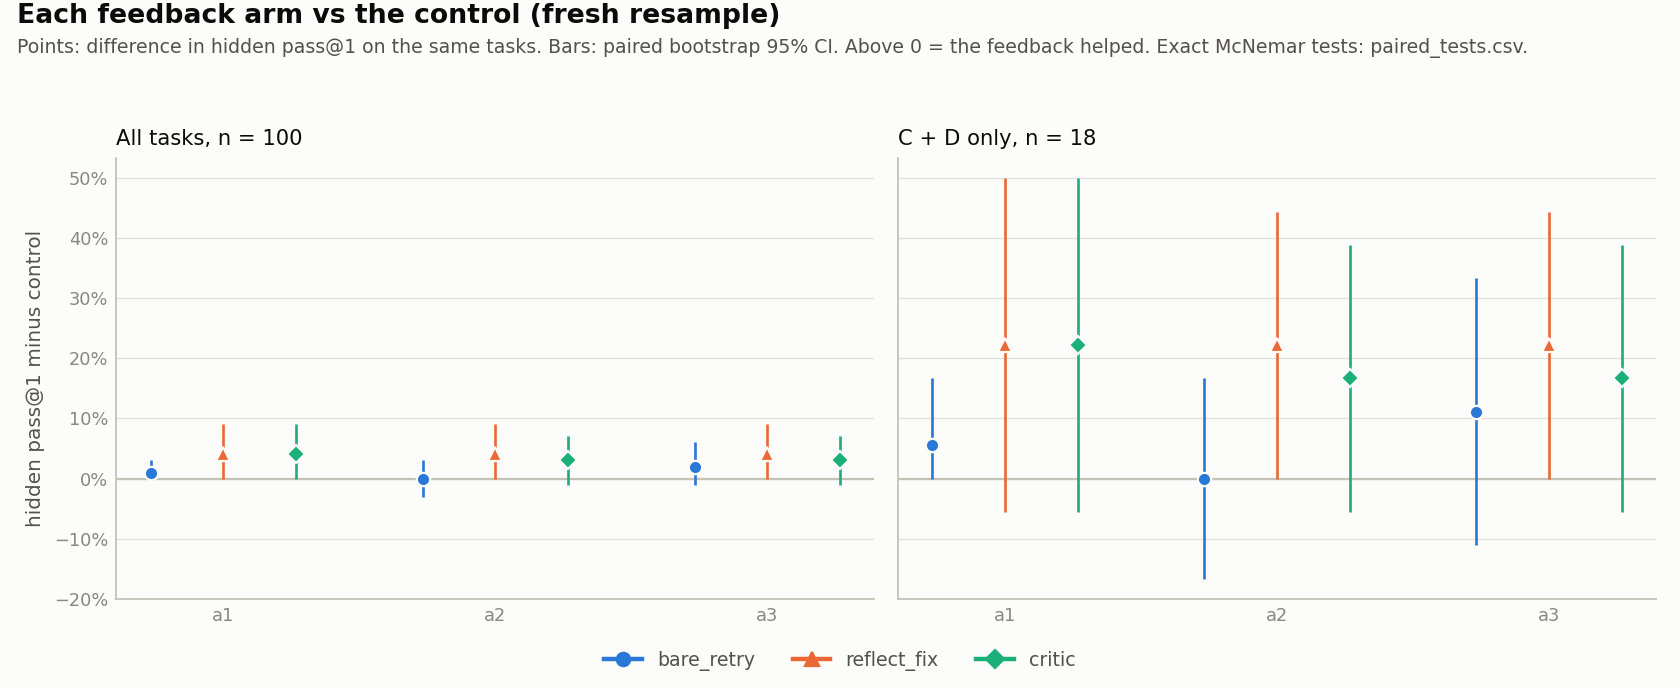 Each feedback arm vs the control (fresh resample)
Points: difference in hidden pass@1 on the same tasks. Bars: paired bootstrap 95% CI. Above 0 = the feedback helped. Exact McNemar tests: paired_tests.csv.
All tasks, n = 100
C + D only, n = 18
hidden pass@1 minus control
50%
40%
30%
20%
10%
0%
−10%
−20%
a1
a2
a3
a1
a2
a3
bare_retry
reflect_fix
critic